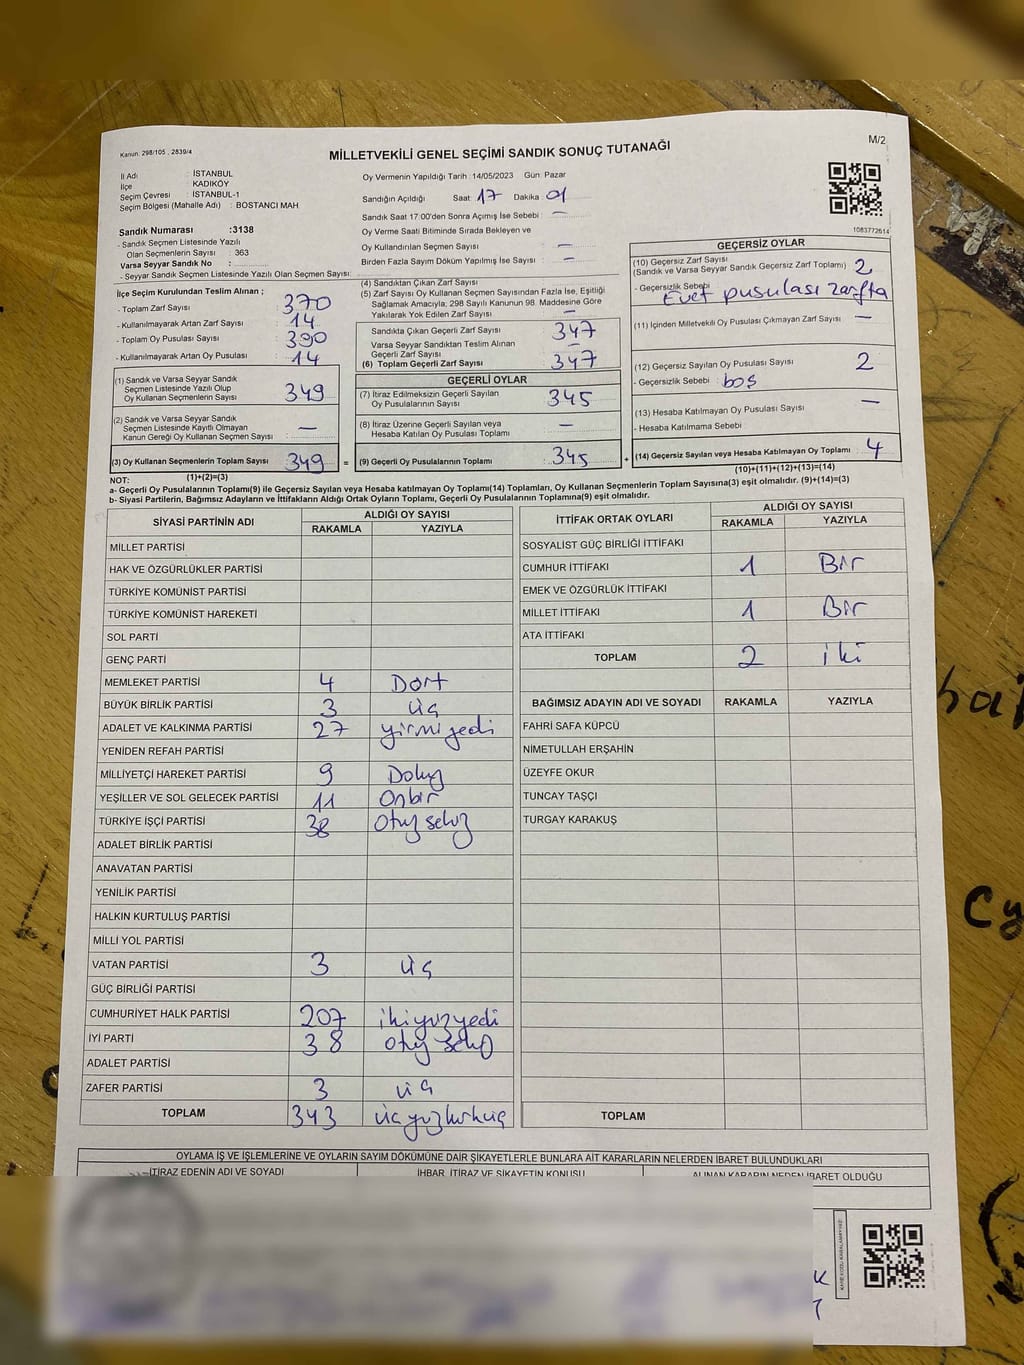 Kanun. 298/105 , 2839/4
MİLLETVEKİLİ GENEL SEÇİMİ SANDIK SONUÇ TUTANAĞI
M/2
İl Adı : İSTANBUL
İlçe : KADIKÖY
Seçim Çevresi : İSTANBUL-1
Seçim Bölgesi (Mahalle Adı) : BOSTANCI MAH
Oy Vermenin Yapıldığı Tarih :14/05/2023 Gün: Pazar
Sandığın Açıldığı Saat: 17 Dakika: 01
Sandık Saat 17:00'den Sonra Açımış İse Sebebi : —
Oy Verme Saati Bitiminde Sırada Bekleyen ve
Oy Kullandırılan Seçmen Sayısı : —
Birden Fazla Sayım Döküm Yapılmış İse Sayısı : —
1083772614
Sandık Numarası :3138
- Sandık Seçmen Listesinde Yazılı
Olan Seçmenlerin Sayısı : 363
Varsa Seyyar Sandık No :
- Seyyar Sandık Seçmen Listesinde Yazılı Olan Seçmen Sayısı:
İlçe Seçim Kurulundan Teslim Alınan ;
- Toplam Zarf Sayısı : 370
- Kullanılmayarak Artan Zarf Sayısı : 14
- Toplam Oy Pusulası Sayısı : 390
- Kullanılmayarak Artan Oy Pusulası : 14
(1) Sandık ve Varsa Seyyar Sandık
Seçmen Listesinde Yazılı Olup
Oy Kullanan Seçmenlerin Sayısı : 349
(2) Sandık ve Varsa Seyyar Sandık
Seçmen Listesinde Kayıtlı Olmayan
Kanun Gereği Oy Kullanan Seçmen Sayısı : —
(3) Oy Kullanan Seçmenlerin Toplam Sayısı : 349 =
(1)+(2)=(3)
(4) Sandıktan Çıkan Zarf Sayısı
(5) Zarf Sayısı Oy Kullanan Seçmen Sayısından Fazla İse, Eşitliği
Sağlamak Amacıyla; 298 Sayılı Kanunun 98. Maddesine Göre
Yakılarak Yok Edilen Zarf Sayısı : —
Sandıkta Çıkan Geçerli Zarf Sayısı 347
Varsa Seyyar Sandıktan Teslim Alınan
Geçerli Zarf Sayısı : —
(6) Toplam Geçerli Zarf Sayısı : 347
GEÇERLİ OYLAR
(7) İtiraz Edilmeksizin Geçerli Sayılan
Oy Pusulalarının Sayısı : 345
(8) İtiraz Üzerine Geçerli Sayılan veya
Hesaba Katılan Oy Pusulası Toplamı : —
(9) Geçerli Oy Pusulalarının Toplamı : 345 +
GEÇERSİZ OYLAR
(10) Geçersiz Zarf Sayısı
(Sandık ve Varsa Seyyar Sandık Geçersiz Zarf Toplamı) : 2
- Geçersizlik Sebebi : Evet pusulası zarfta
(11) İçinden Milletvekili Oy Pusulası Çıkmayan Zarf Sayısı : —
(12) Geçersiz Sayılan Oy Pusulası Sayısı : 2
- Geçersizlik Sebebi : boş
(13) Hesaba Katılmayan Oy Pusulası Sayısı : —
- Hesaba Katılmama Sebebi
(14) Geçersiz Sayılan veya Hesaba Katılmayan Oy Toplamı : 4
(10)+(11)+(12)+(13)=(14)
NOT:
a- Geçerli Oy Pusulalarının Toplamı(9) ile Geçersiz Sayılan veya Hesaba katılmayan Oy Toplamı(14) Toplamları, Oy Kullanan Seçmenlerin Toplam Sayısına(3) eşit olmalıdır. (9)+(14)=(3)
b- Siyasi Partilerin, Bağımsız Adayların ve İttifakların Aldığı Ortak Oyların Toplamı, Geçerli Oy Pusulalarının Toplamına(9) eşit olmalıdır.
SİYASİ PARTİNİN ADI ALDIĞI OY SAYISI
RAKAMLA YAZIYLA
MİLLET PARTİSİ
HAK VE ÖZGÜRLÜKLER PARTİSİ
TÜRKİYE KOMÜNİST PARTİSİ
TÜRKİYE KOMÜNİST HAREKETİ
SOL PARTİ
GENÇ PARTİ
MEMLEKET PARTİSİ 4 Dört
BÜYÜK BİRLİK PARTİSİ 3 üç
ADALET VE KALKINMA PARTİSİ 27 yirmi yedi
YENİDEN REFAH PARTİSİ
MİLLİYETÇİ HAREKET PARTİSİ 9 Dokuz
YEŞİLLER VE SOL GELECEK PARTİSİ 11 Onbir
TÜRKİYE İŞÇİ PARTİSİ 38 otuz sekiz
ADALET BİRLİK PARTİSİ
ANAVATAN PARTİSİ
YENİLİK PARTİSİ
HALKIN KURTULUŞ PARTİSİ
MİLLİ YOL PARTİSİ
VATAN PARTİSİ 3 üç
GÜÇ BİRLİĞİ PARTİSİ
CUMHURİYET HALK PARTİSİ 207 ikiyüzyedi
İYİ PARTİ 38 otuz sekiz
ADALET PARTİSİ
ZAFER PARTİSİ 3 üç
TOPLAM 343 üçyüzkırküç
İTTİFAK ORTAK OYLARI ALDIĞI OY SAYISI
RAKAMLA YAZIYLA
SOSYALİST GÜÇ BİRLİĞİ İTTİFAKI
CUMHUR İTTİFAKI 1 Bir
EMEK VE ÖZGÜRLÜK İTTİFAKI
MİLLET İTTİFAKI 1 Bir
ATA İTTİFAKI
TOPLAM 2 iki
BAĞIMSIZ ADAYIN ADI VE SOYADI RAKAMLA YAZIYLA
FAHRİ SAFA KÜPCÜ
NİMETULLAH ERŞAHİN
ÜZEYFE OKUR
TUNCAY TAŞÇI
TURGAY KARAKUŞ
TOPLAM
OYLAMA İŞ VE İŞLEMLERİNE VE OYLARIN SAYIM DÖKÜMÜNE DAİR ŞİKAYETLERLE BUNLARA AİT KARARLARIN NELERDEN İBARET BULUNDUKLARI
İTİRAZ EDENİN ADI VE SOYADI İHBAR, İTİRAZ VE ŞİKAYETİN KONUSU ALINAN KARARIN NEDEN İBARET OLDUĞU
Cy